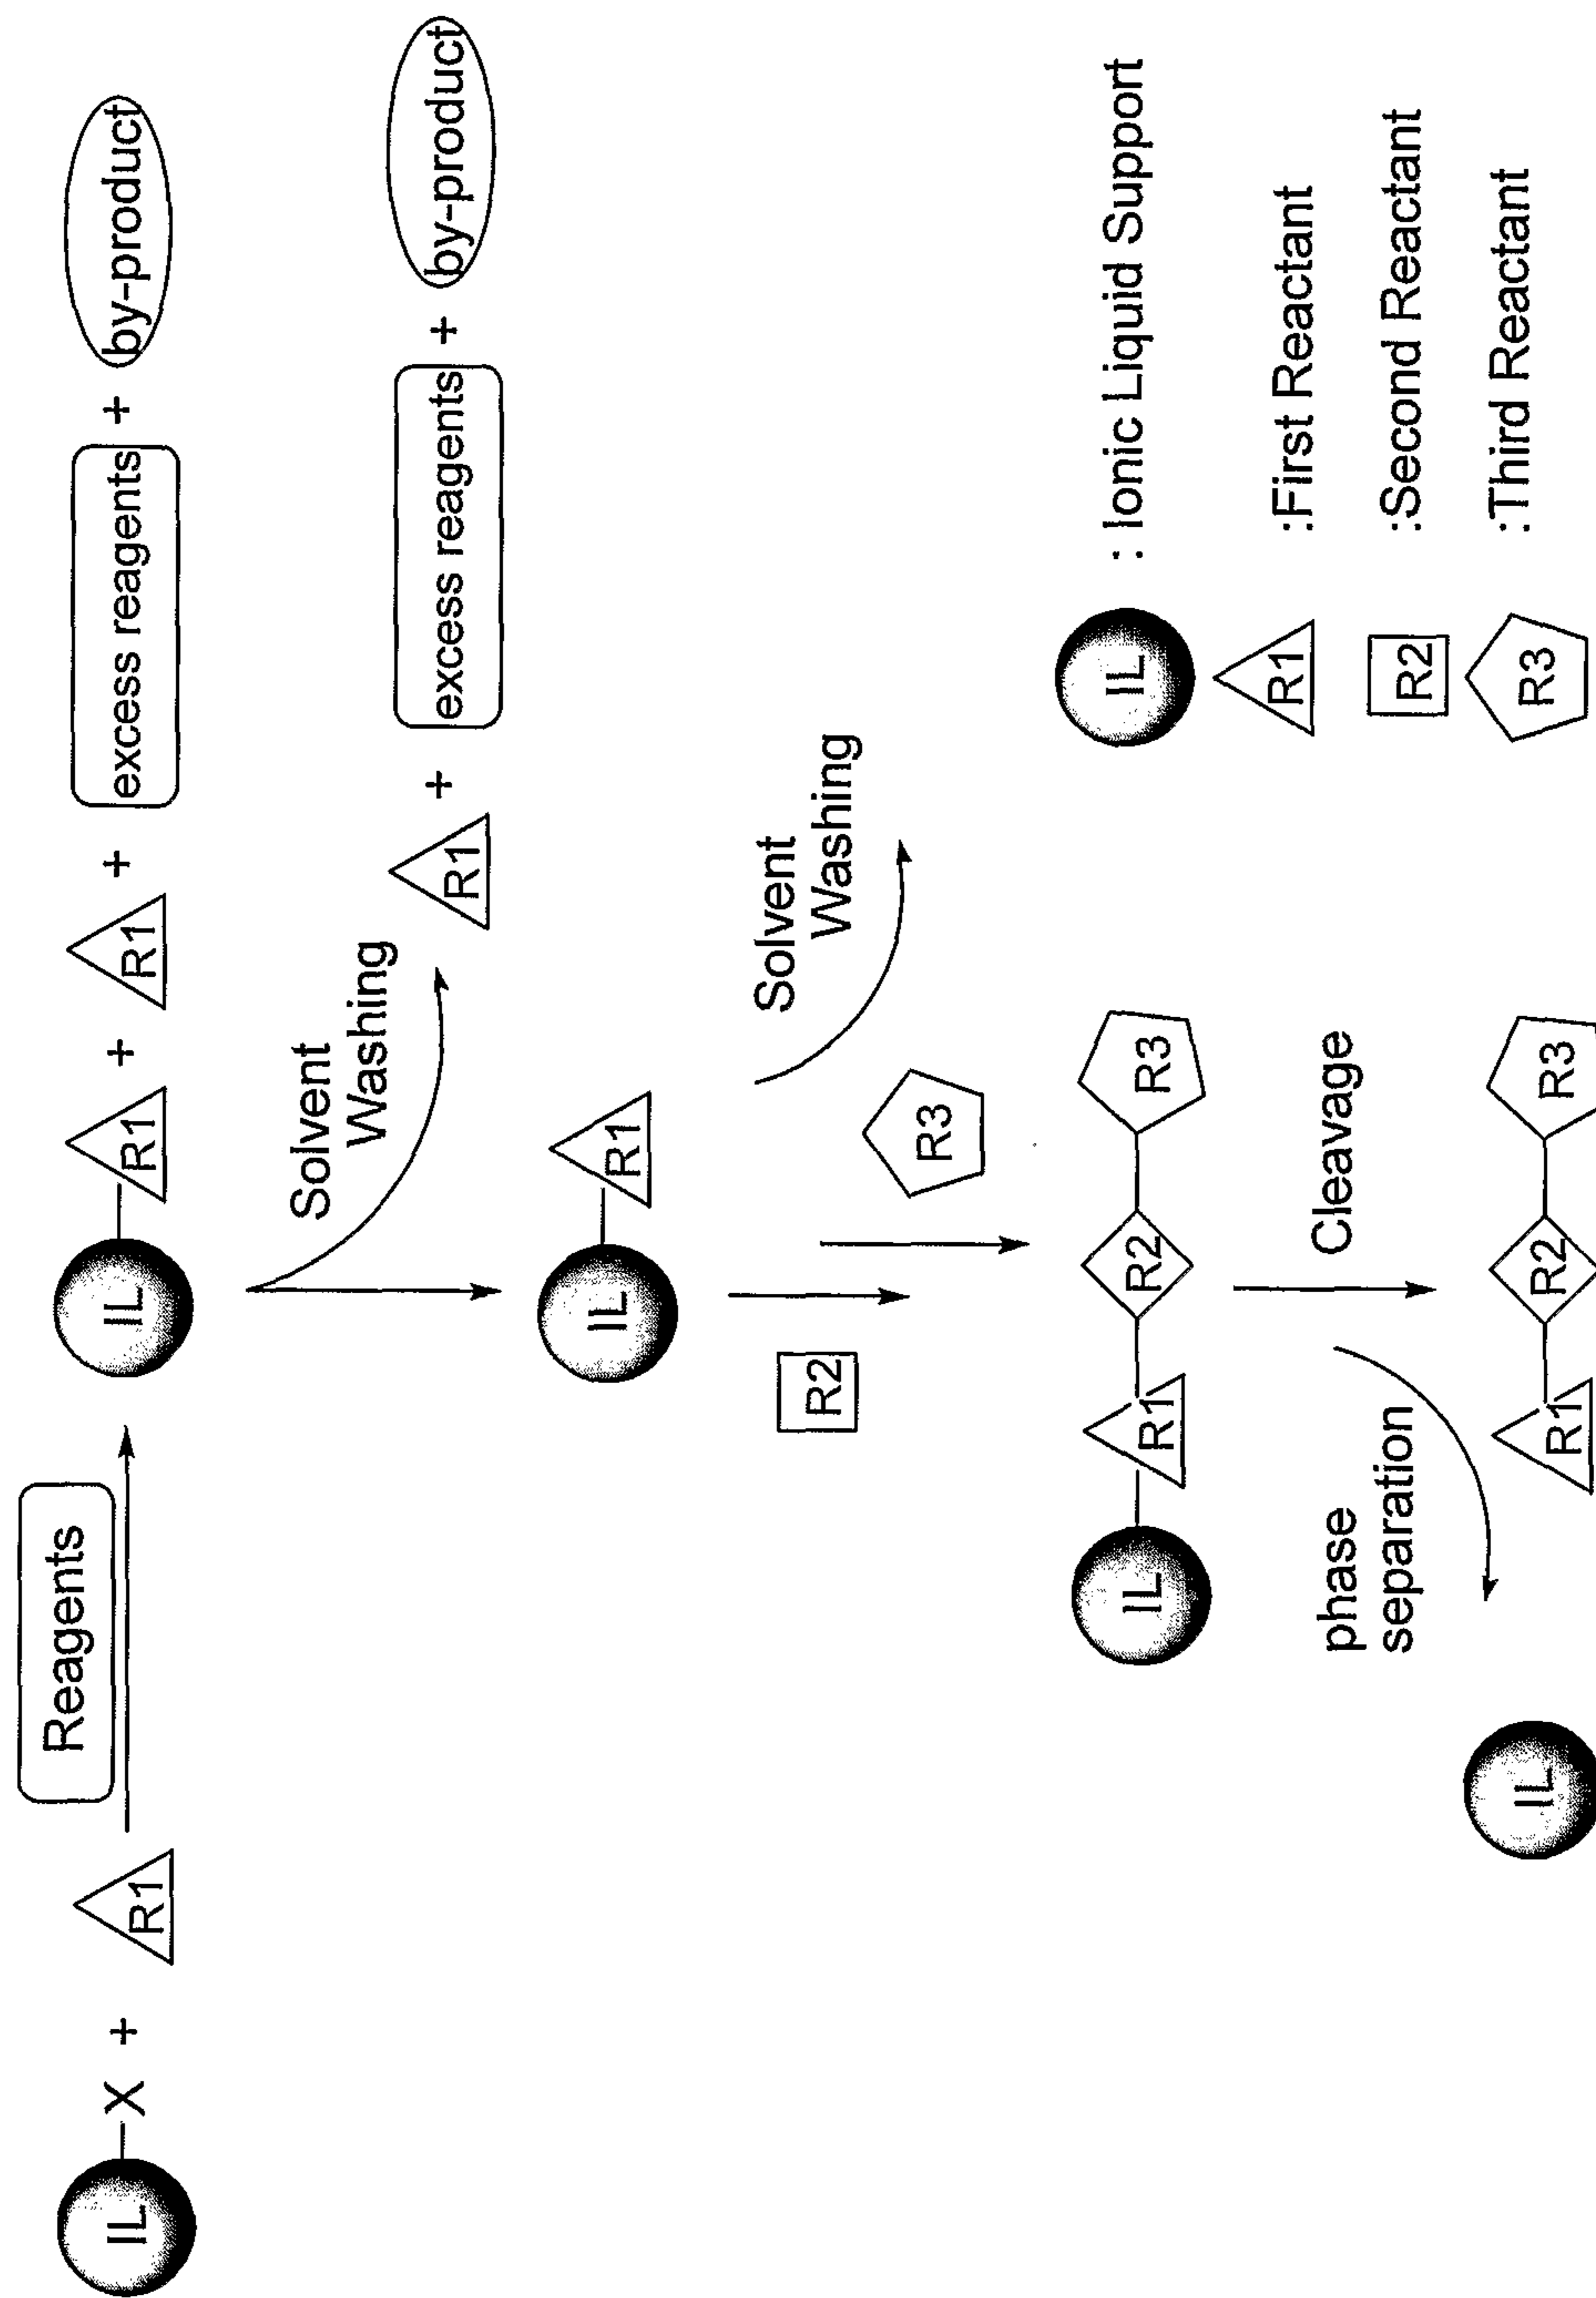 IL —X + R1
Reagents
IL R1 + R1 + excess reagents + by-product
Solvent
Washing
R1 + excess reagents + by-product
IL R1
R2
R3
Solvent
Washing
IL R1 R2 R3
phase
separation
Cleavage
IL
R1 R2 R3
IL : Ionic Liquid Support
R1 :First Reactant
R2 :Second Reactant
R3 :Third Reactant